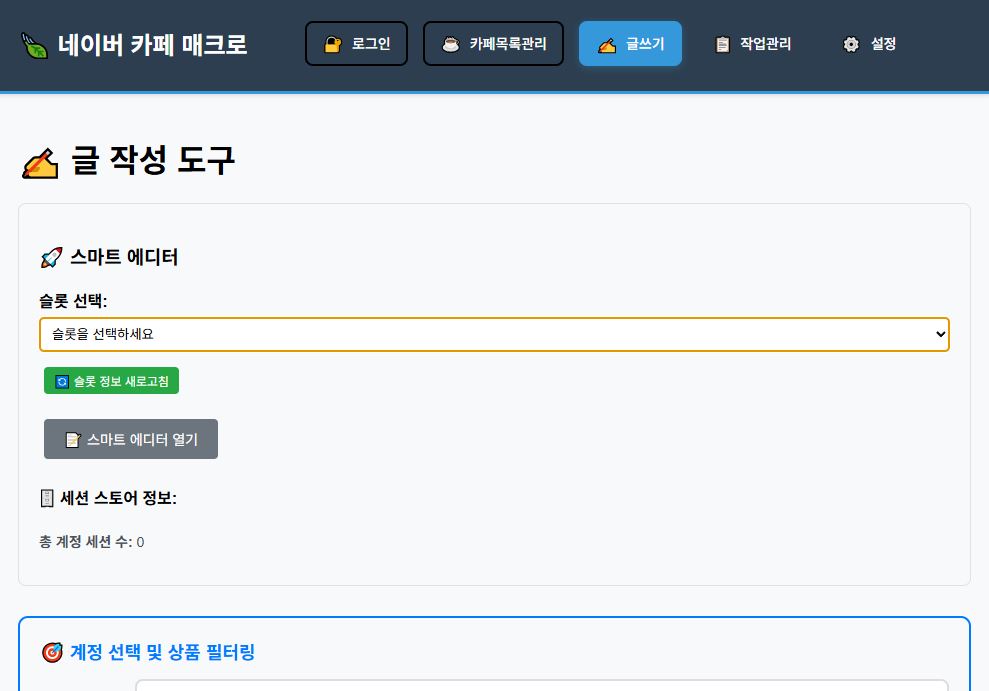 네이버 카페 매크로
로그인
카페목록관리
글쓰기
작업관리
설정
글 작성 도구
스마트 에디터
슬롯 선택:
슬롯을 선택하세요
슬롯 정보 새로고침
스마트 에디터 열기
세션 스토어 정보:
총 계정 세션 수: 0
계정 선택 및 상품 필터링